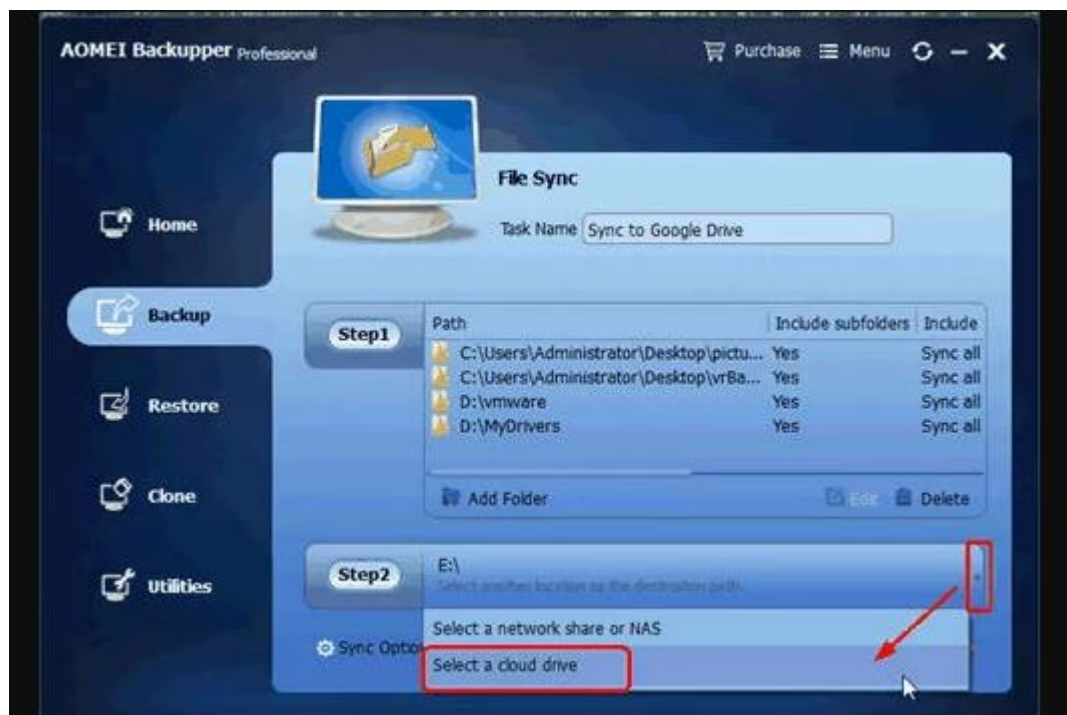 AOMEI Backupper Professional
Purchase Menu
File Sync
Task Name Sync to Google Drive
Home
Backup
Restore
Clone
Utilities
Step1
Path Include subfolders Include
C:\Users\Administrator\Desktop\pictu... Yes Sync all
C:\Users\Administrator\Desktop\vrBa... Yes Sync all
D:\vmware Yes Sync all
D:\MyDrivers Yes Sync all
Add Folder Edit Delete
Step2
E:\
Select another location as the destination path.
Select a network share or NAS
Select a cloud drive
Sync Optio